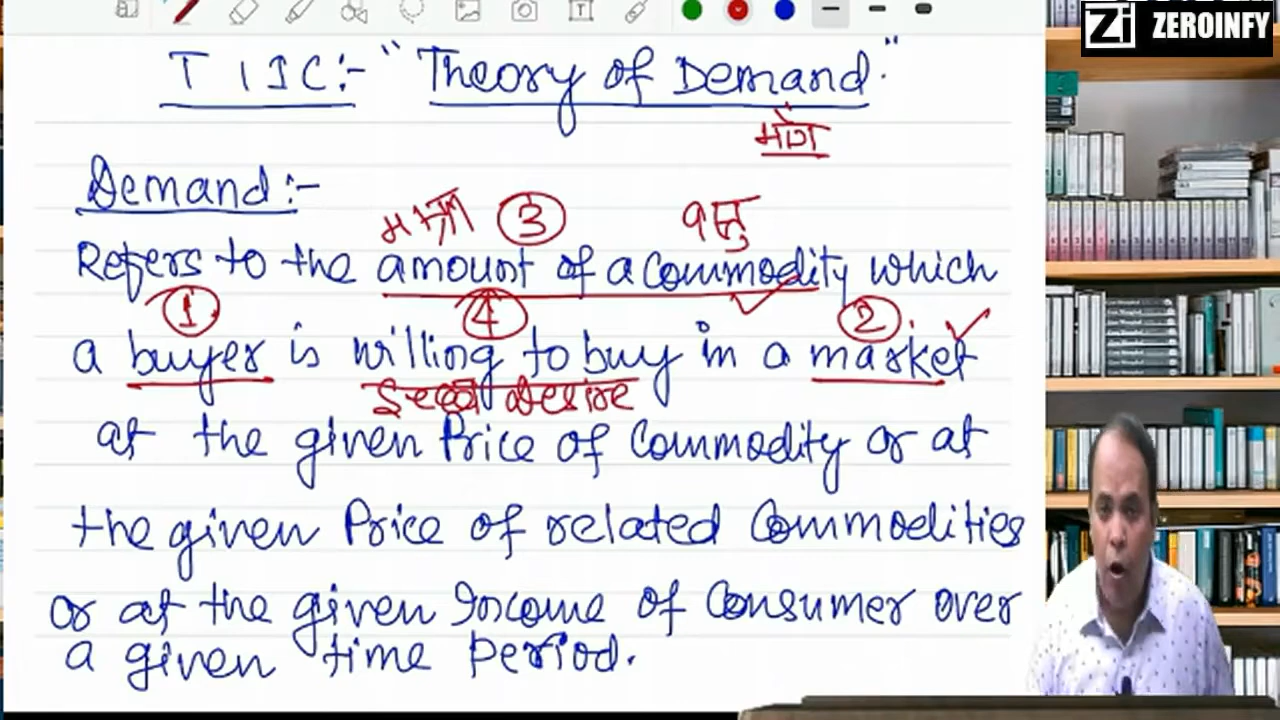 Zi ZEROINFY
T I I C :- "Theory of Demand."
माँग
Demand :-
मात्रा ③ वस्तु
Refers to the amount of a commodity which
① ④ ②
a buyer is willing to buy in a market
Desire
at the given Price of Commodity or at
the given Price of related Commodities
or at the given Income of Consumer over
a given time Period.